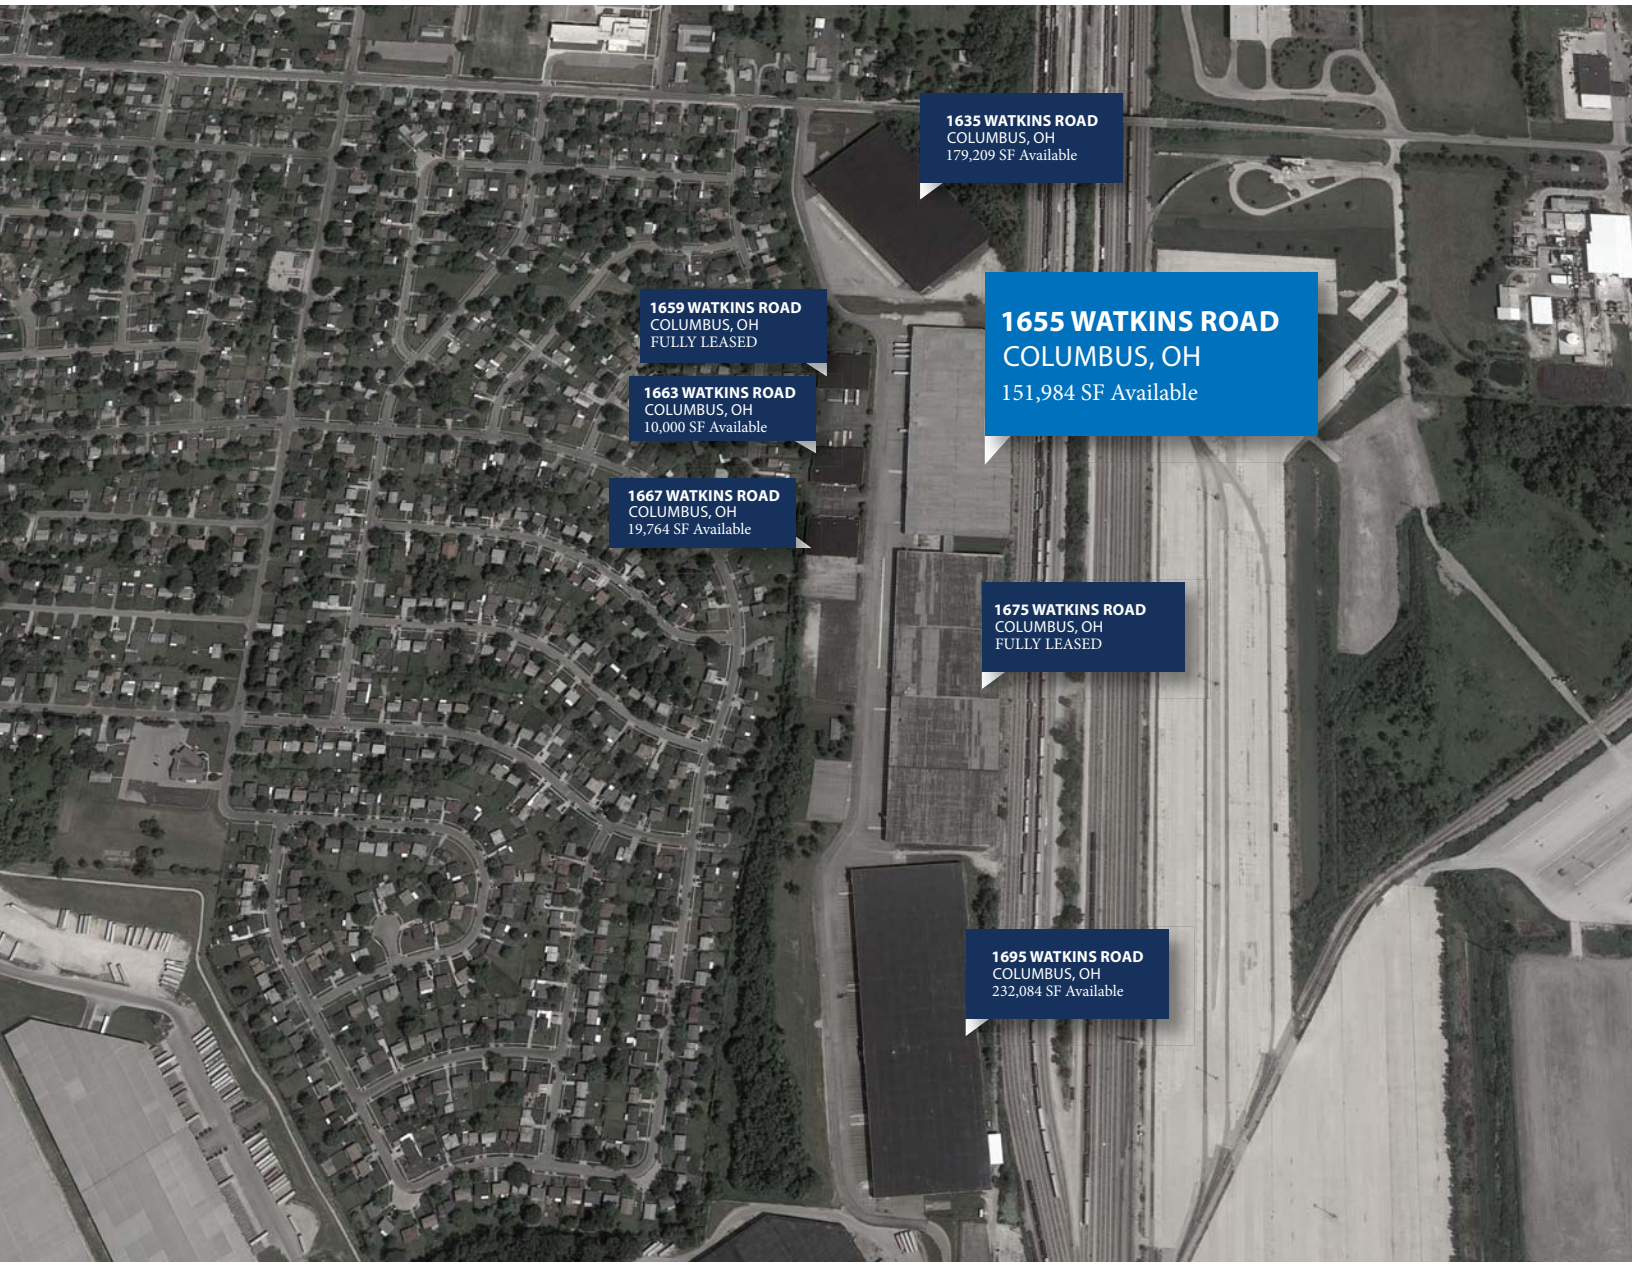 1635 WATKINS ROAD
COLUMBUS, OH
179,209 SF Available
1655 WATKINS ROAD
COLUMBUS, OH
151,984 SF Available
1659 WATKINS ROAD
COLUMBUS, OH
FULLY LEASED
1663 WATKINS ROAD
COLUMBUS, OH
10,000 SF Available
1667 WATKINS ROAD
COLUMBUS, OH
19,764 SF Available
1675 WATKINS ROAD
COLUMBUS, OH
FULLY LEASED
1695 WATKINS ROAD
COLUMBUS, OH
232,084 SF Available